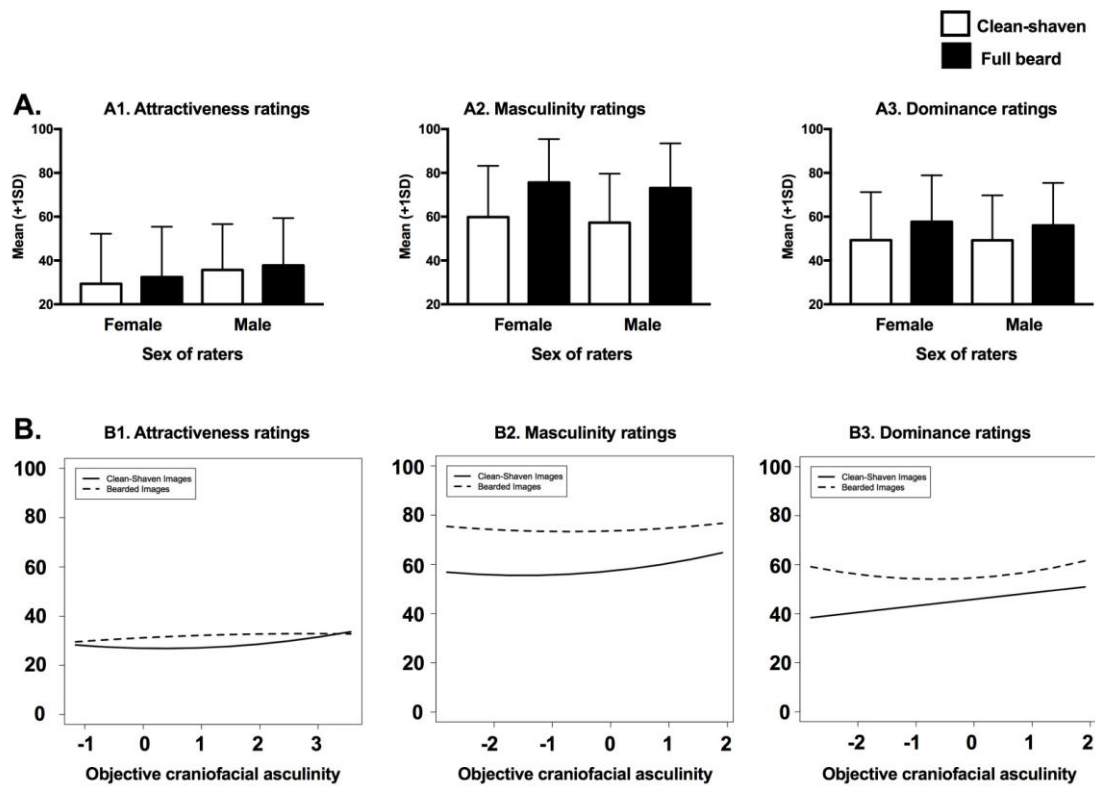 Clean-shaven
Full beard
A.
A1. Attractiveness ratings
A2. Masculinity ratings
A3. Dominance ratings
Mean (+1SD)
100
80
60
40
20
Female Male
Sex of raters
Mean (+1SD)
100
80
60
40
20
Female Male
Sex of raters
Mean (+1SD)
100
80
60
40
20
Female Male
Sex of raters
B.
B1. Attractiveness ratings
B2. Masculinity ratings
B3. Dominance ratings
Clean-Shaven Images
Bearded Images
100
80
60
40
20
0
-1 0 1 2 3
Objective craniofacial asculinity
Clean-Shaven Images
Bearded Images
100
80
60
40
20
0
-2 -1 0 1 2
Objective craniofacial asculinity
Clean-Shaven Images
Bearded Images
100
80
60
40
20
0
-2 -1 0 1 2
Objective craniofacial asculinity